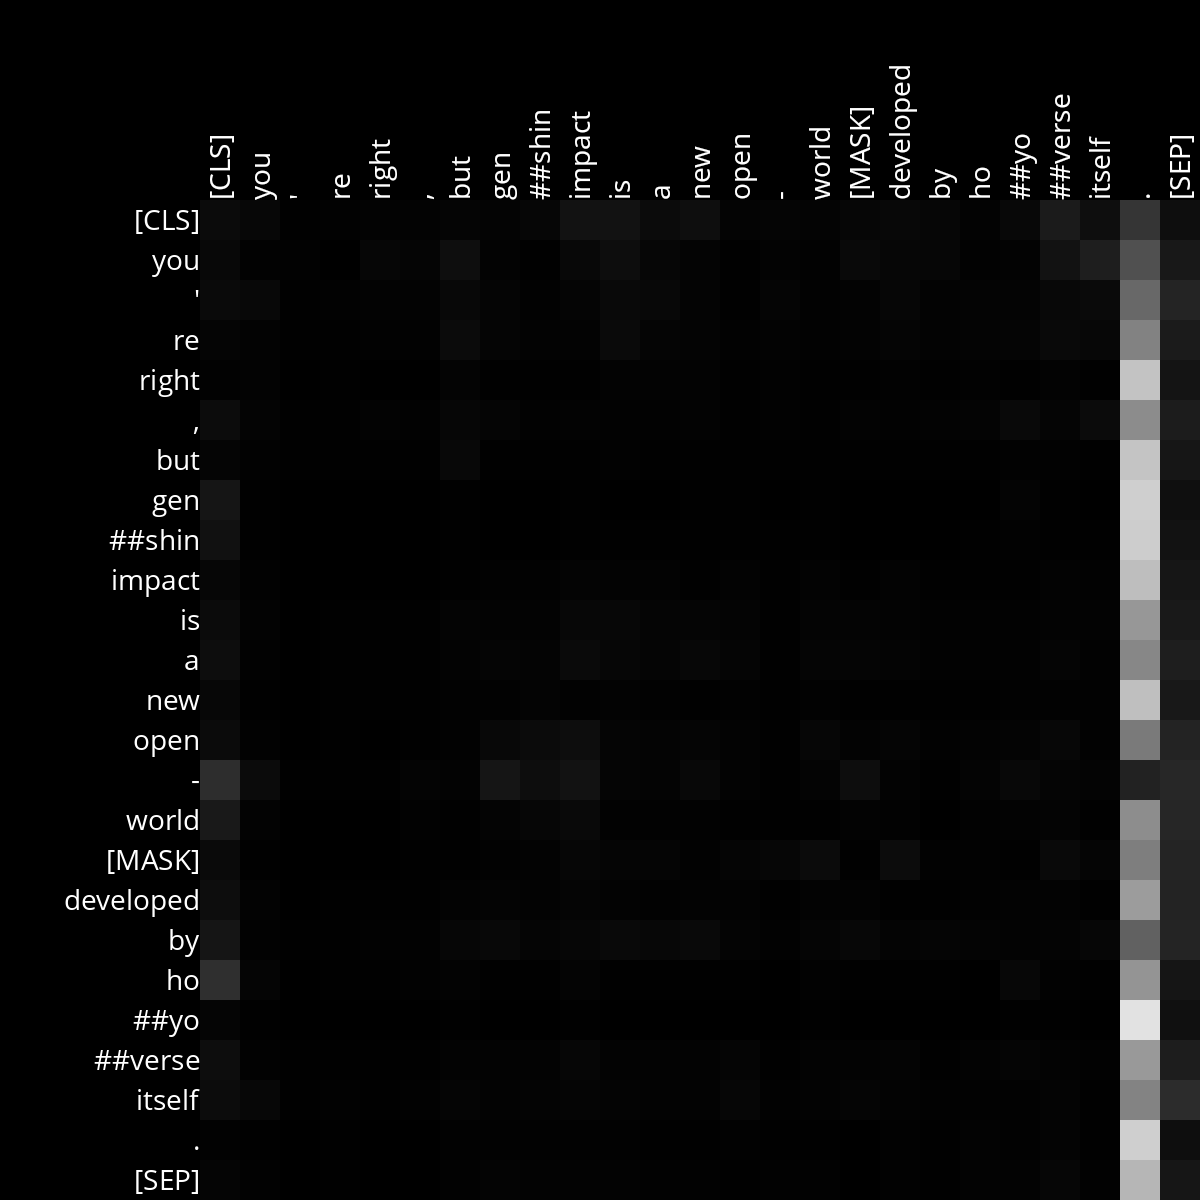 [CLS] you ' re right , but gen ##shin impact is a new open - world [MASK] developed by ho ##yo ##verse itself . [SEP]
[CLS]
you
'
re
right
,
but
gen
##shin
impact
is
a
new
open
-
world
[MASK]
developed
by
ho
##yo
##verse
itself
.
[SEP]